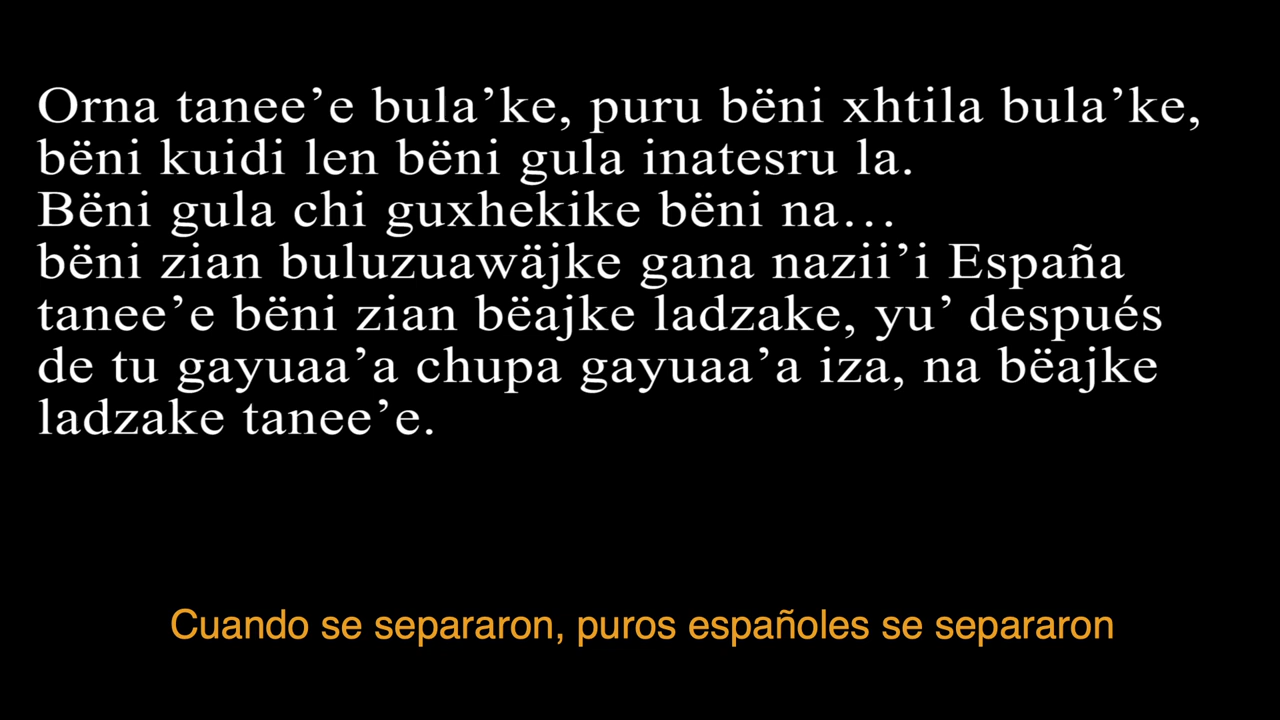 Orna tanee’e bula’ke, puru bëni xhtila bula’ke,
bëni kuidi len bëni gula inatesru la.
Bëni gula chi guxhekike bëni na…
bëni zian buluzuawäjke gana nazii’i España
tanee’e bëni zian bëajke ladzake, yu’ después
de tu gayuaa’a chupa gayuaa’a iza, na bëajke
ladzake tanee’e.
Cuando se separaron, puros españoles se separaron